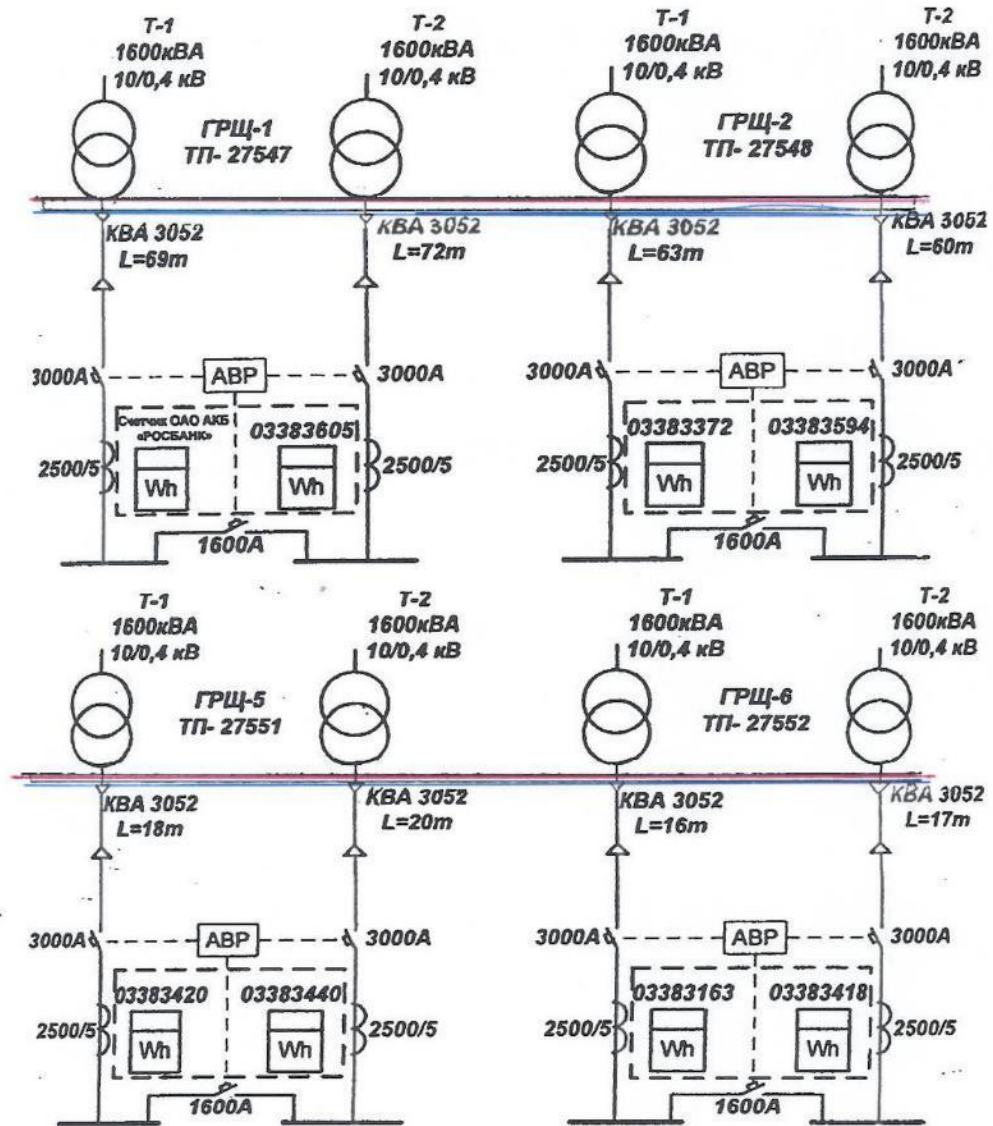 Т-1
1600кВА
10/0,4 кВ
Т-2
1600кВА
10/0,4 кВ
ГРЩ-1
ТП- 27547
Т-1
1600кВА
10/0,4 кВ
Т-2
1600кВА
10/0,4 кВ
ГРЩ-2
ТП- 27548
КВА 3052
L=69m
КВА 3052
L=72m
КВА 3052
L=63m
КВА 3052
L=60m
3000А
АВР
3000А
3000А
АВР
3000А
Счетчик ОАО АКБ
«РОСБАНК»
03383605
03383372
03383594
2500/5
Wh
Wh
2500/5
2500/5
Wh
Wh
2500/5
1600А
1600А
Т-1
1600кВА
10/0,4 кВ
Т-2
1600кВА
10/0,4 кВ
ГРЩ-5
ТП- 27551
Т-1
1600кВА
10/0,4 кВ
Т-2
1600кВА
10/0,4 кВ
ГРЩ-6
ТП- 27552
КВА 3052
L=18m
КВА 3052
L=20m
КВА 3052
L=16m
КВА 3052
L=17m
3000А
АВР
3000А
3000А
АВР
3000А
03383420
03383440
03383163
03383418
2500/5
Wh
Wh
2500/5
2500/5
Wh
Wh
2500/5
1600А
1600А